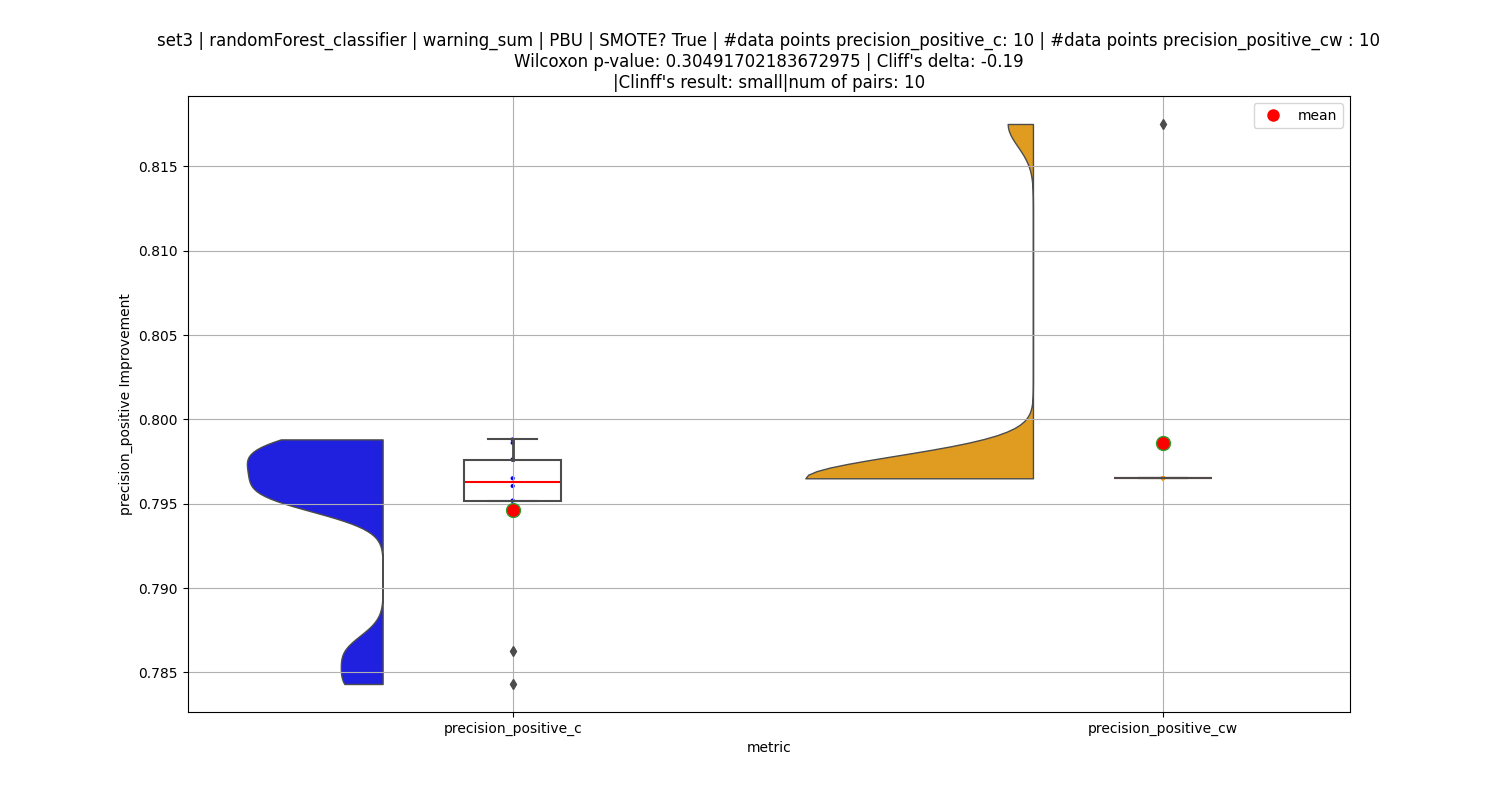 set3 | randomForest_classifier | warning_sum | PBU | SMOTE? True | #data points precision_positive_c: 10 | #data points precision_positive_cw : 10
Wilcoxon p-value: 0.30491702183672975 | Cliff's delta: -0.19
|Clinff's result: small|num of pairs: 10
mean
0.815
0.810
0.805
0.800
0.795
0.790
0.785
precision_positive Improvement
precision_positive_c
precision_positive_cw
metric